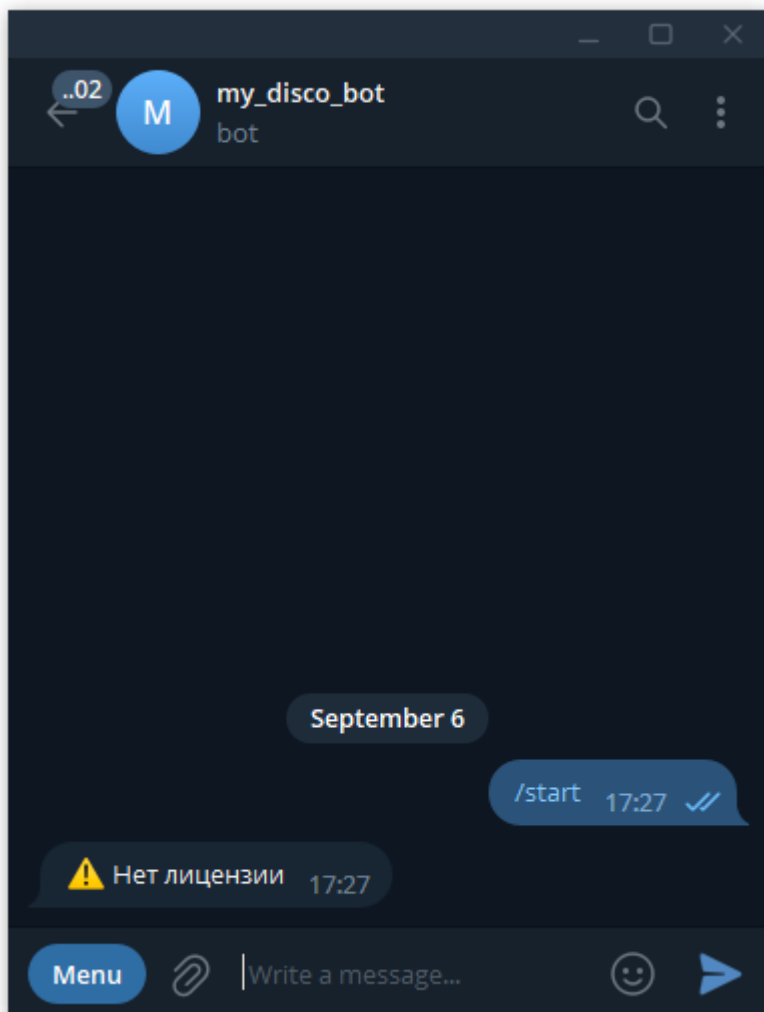 ..02
M
my_disco_bot
bot
September 6
/start 17:27
⚠️ Нет лицензии 17:27
Menu
Write a message...